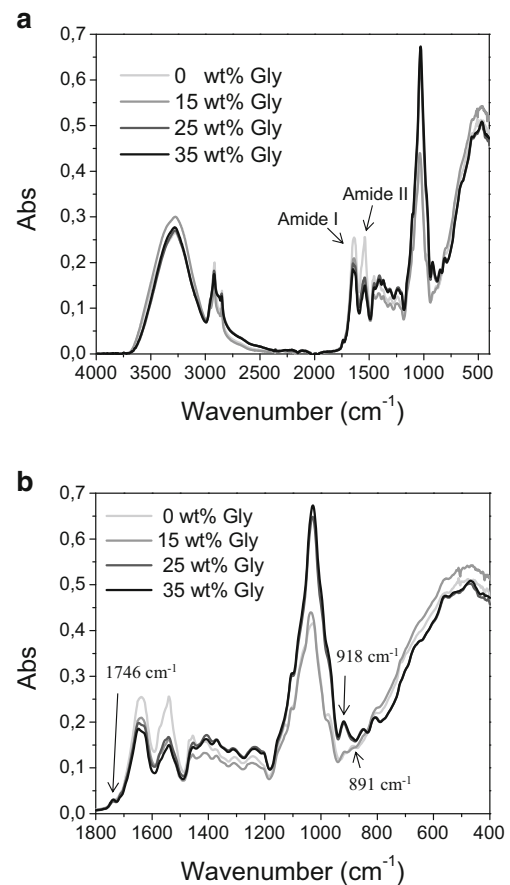 a
0,7
0,6
0,5
0,4
0,3
0,2
0,1
0,0
Abs
0 wt% Gly
15 wt% Gly
25 wt% Gly
35 wt% Gly
Amide I
Amide II
4000 3500 3000 2500 2000 1500 1000 500
Wavenumber (cm⁻¹)
b
0,7
0,6
0,5
0,4
0,3
0,2
0,1
0,0
Abs
0 wt% Gly
15 wt% Gly
25 wt% Gly
35 wt% Gly
1746 cm⁻¹
918 cm⁻¹
891 cm⁻¹
1800 1600 1400 1200 1000 800 600 400
Wavenumber (cm⁻¹)